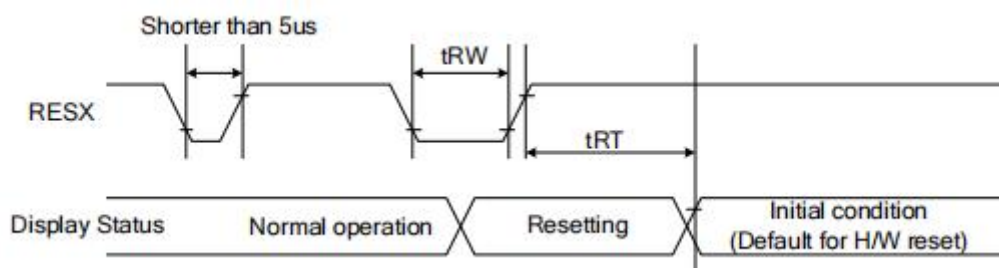 Shorter than 5us
tRW
RESX
tRT
Display Status
Normal operation
Resetting
Initial condition
(Default for H/W reset)